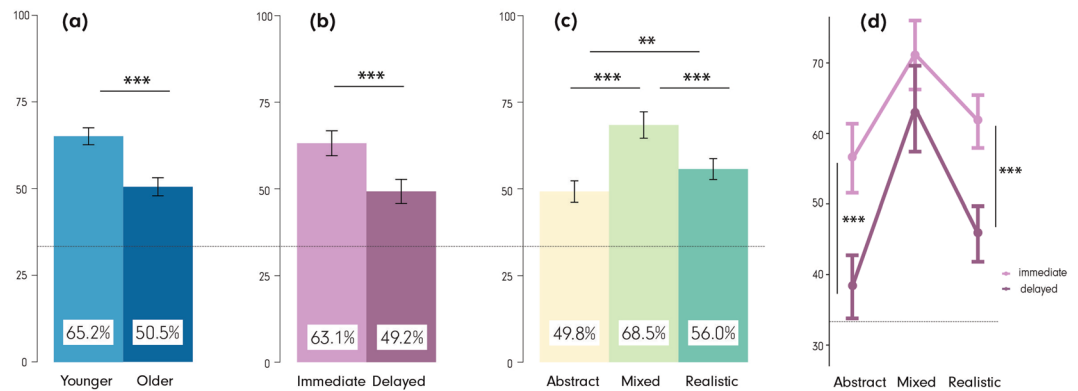 (a)
100
75
50
25
0
***
65.2%
50.5%
Younger
Older
(b)
100
75
50
25
0
***
63.1%
49.2%
Immediate
Delayed
(c)
100
75
50
25
0
**
***
***
49.8%
68.5%
56.0%
Abstract
Mixed
Realistic
(d)
70
60
50
40
30
***
***
immediate
delayed
Abstract
Mixed
Realistic